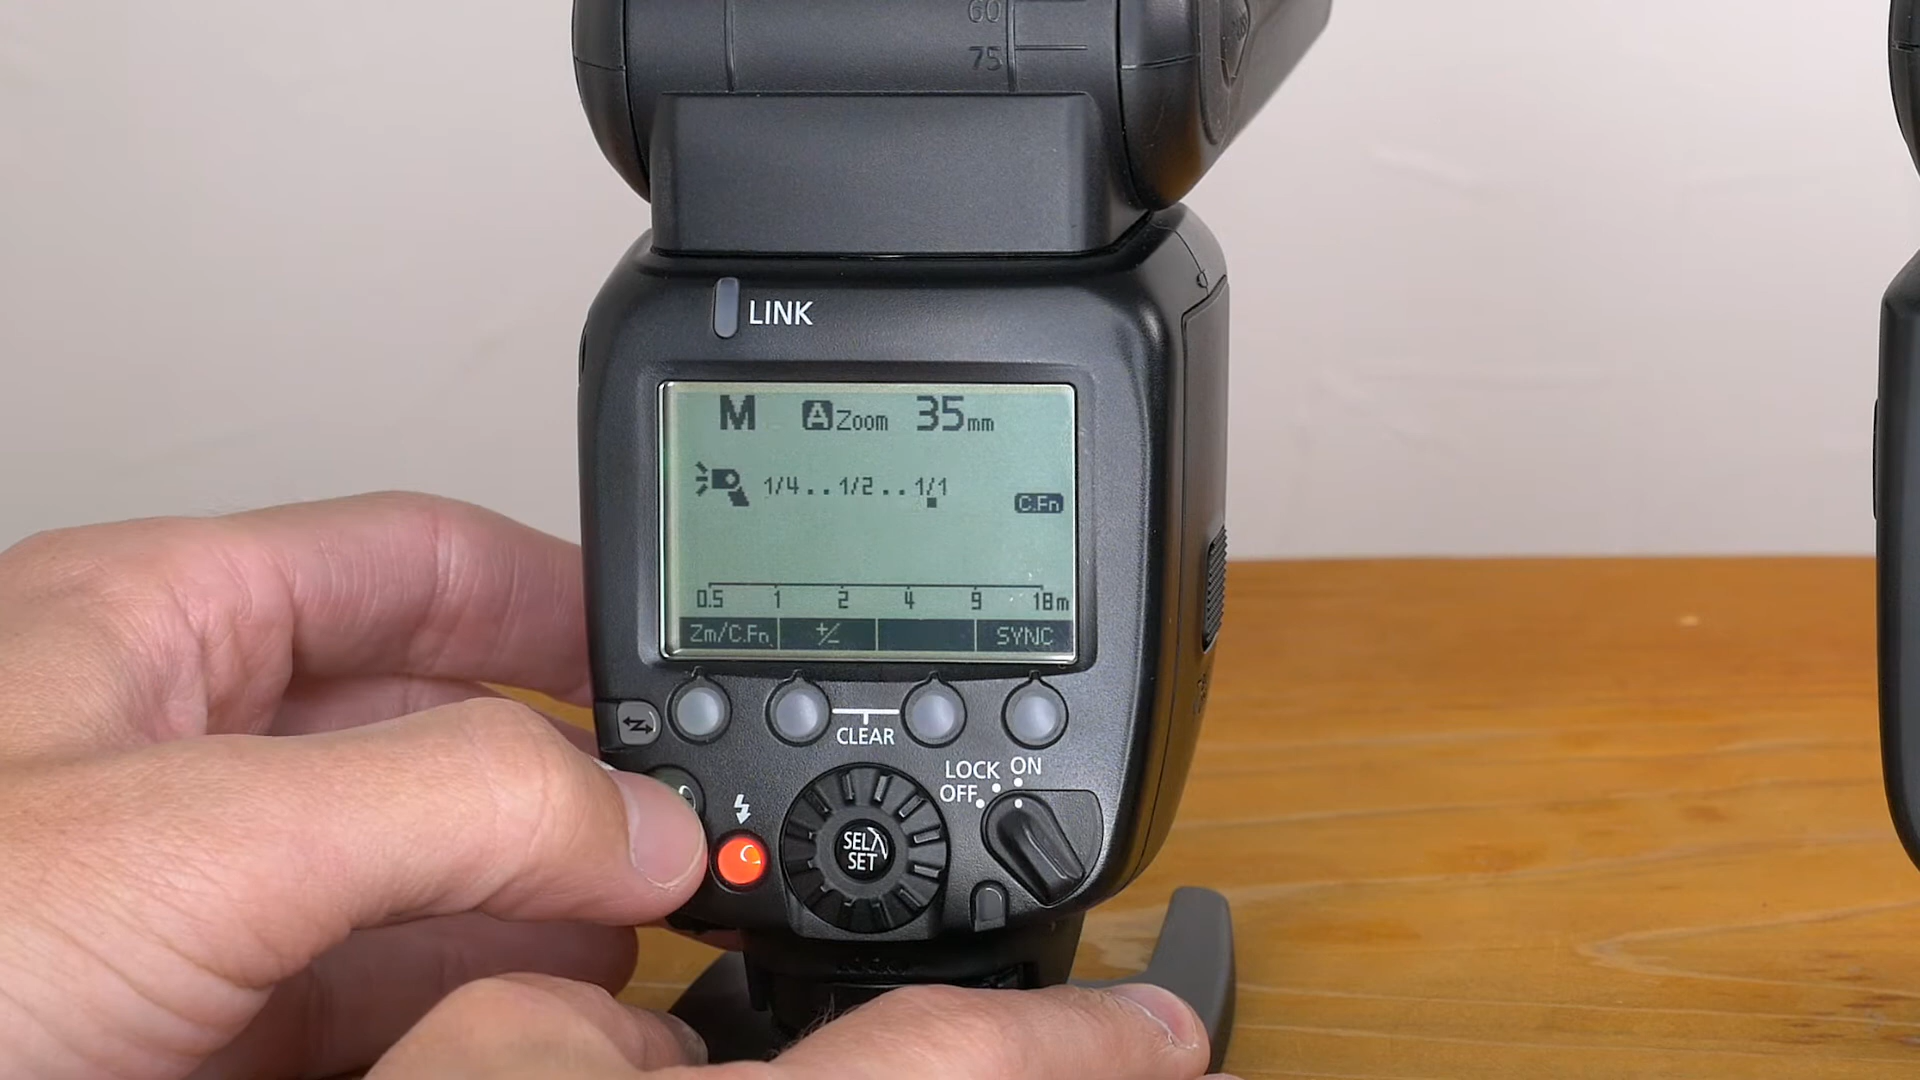 60
75
LINK
M A Zoom 35mm
1/4..1/2..1/1
C.Fn
0.5 1 2 4 9 18m
Zm/C.Fn +/- SYNC
CLEAR
LOCK ON
OFF
SEL/
SET